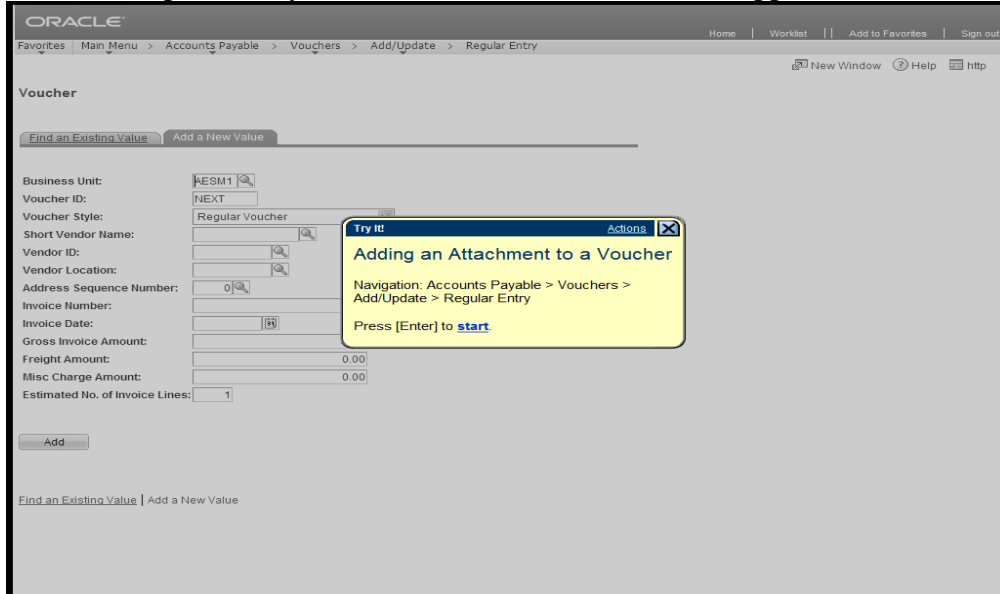 ORACLE
Home | Worklist || Add to Favorites | Sign out
Favorites Main Menu > Accounts Payable > Vouchers > Add/Update > Regular Entry
New Window Help http
Voucher
Find an Existing Value Add a New Value
Business Unit: AESM1
Voucher ID: NEXT
Voucher Style: Regular Voucher
Short Vendor Name:
Vendor ID:
Vendor Location:
Address Sequence Number: 0
Invoice Number:
Invoice Date:
Gross Invoice Amount:
Freight Amount: 0.00
Misc Charge Amount: 0.00
Estimated No. of Invoice Lines: 1
Try It! Actions
Adding an Attachment to a Voucher
Navigation: Accounts Payable > Vouchers >
Add/Update > Regular Entry
Press [Enter] to start.
Add
Find an Existing Value | Add a New Value